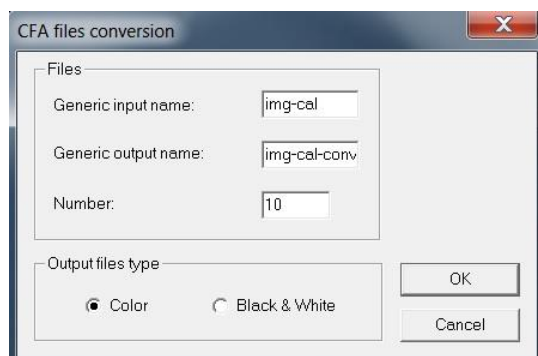 CFA files conversion
Files
Generic input name: img-cal
Generic output name: img-cal-conv
Number: 10
Output files type
Color Black & White
OK
Cancel